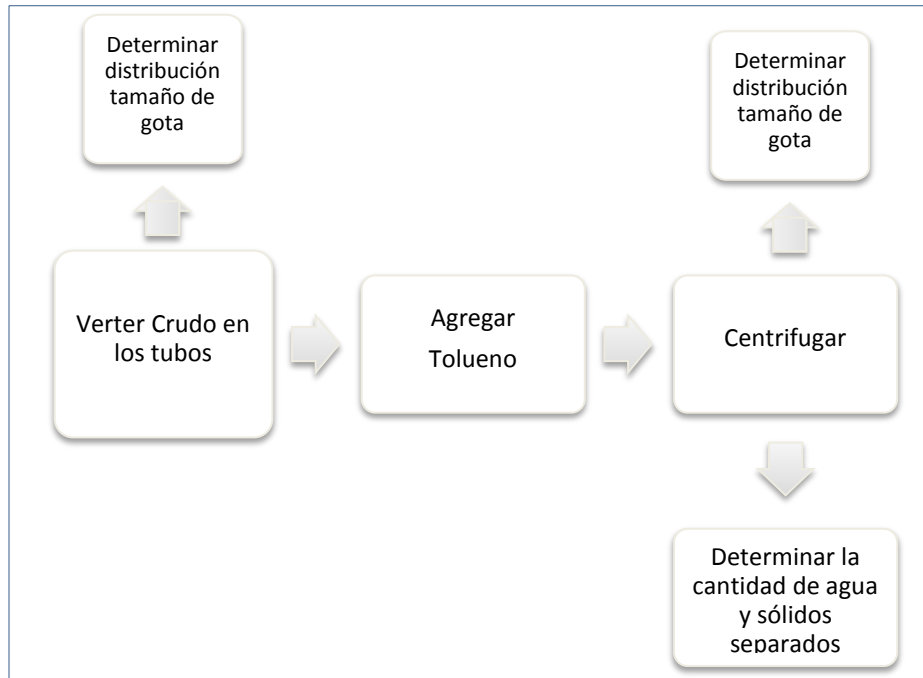 Determinar
distribución
tamaño de
gota
Determinar
distribución
tamaño de
gota
Verter Crudo en
los tubos
Agregar
Tolueno
Centrifugar
Determinar la
cantidad de agua
y sólidos
separados